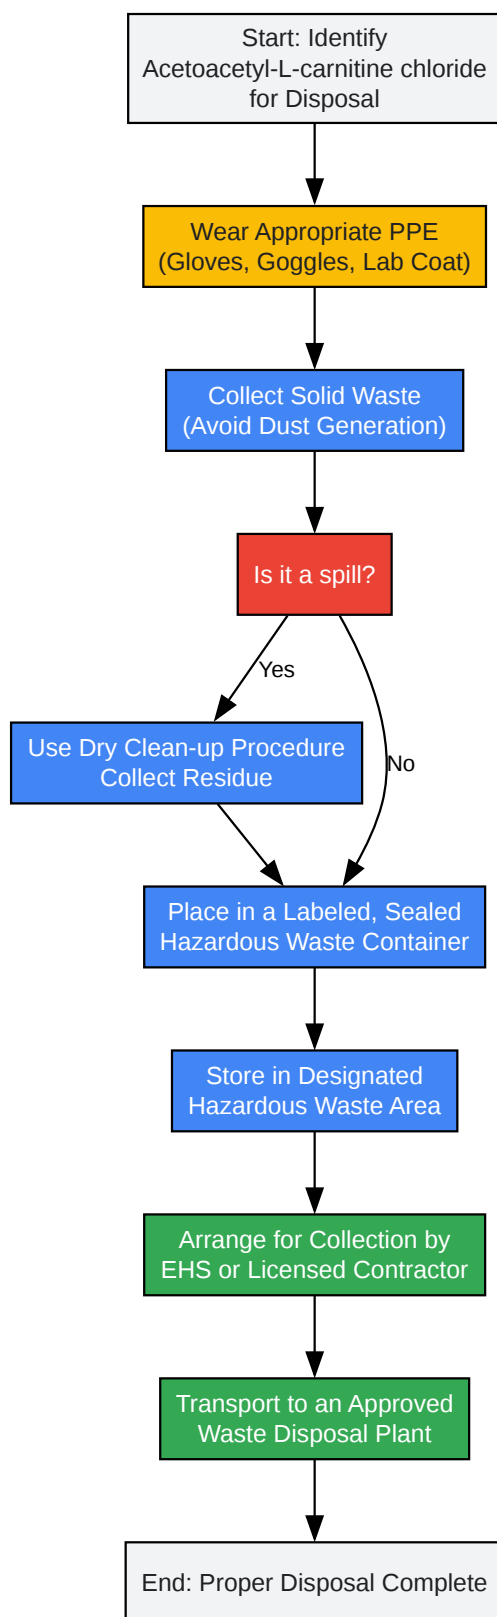 Start: Identify
Acetoacetyl-L-carnitine chloride
for Disposal
Wear Appropriate PPE
(Gloves, Goggles, Lab Coat)
Collect Solid Waste
(Avoid Dust Generation)
Is it a spill?
Yes
Use Dry Clean-up Procedure
Collect Residue
No
Place in a Labeled, Sealed
Hazardous Waste Container
Store in Designated
Hazardous Waste Area
Arrange for Collection by
EHS or Licensed Contractor
Transport to an Approved
Waste Disposal Plant
End: Proper Disposal Complete